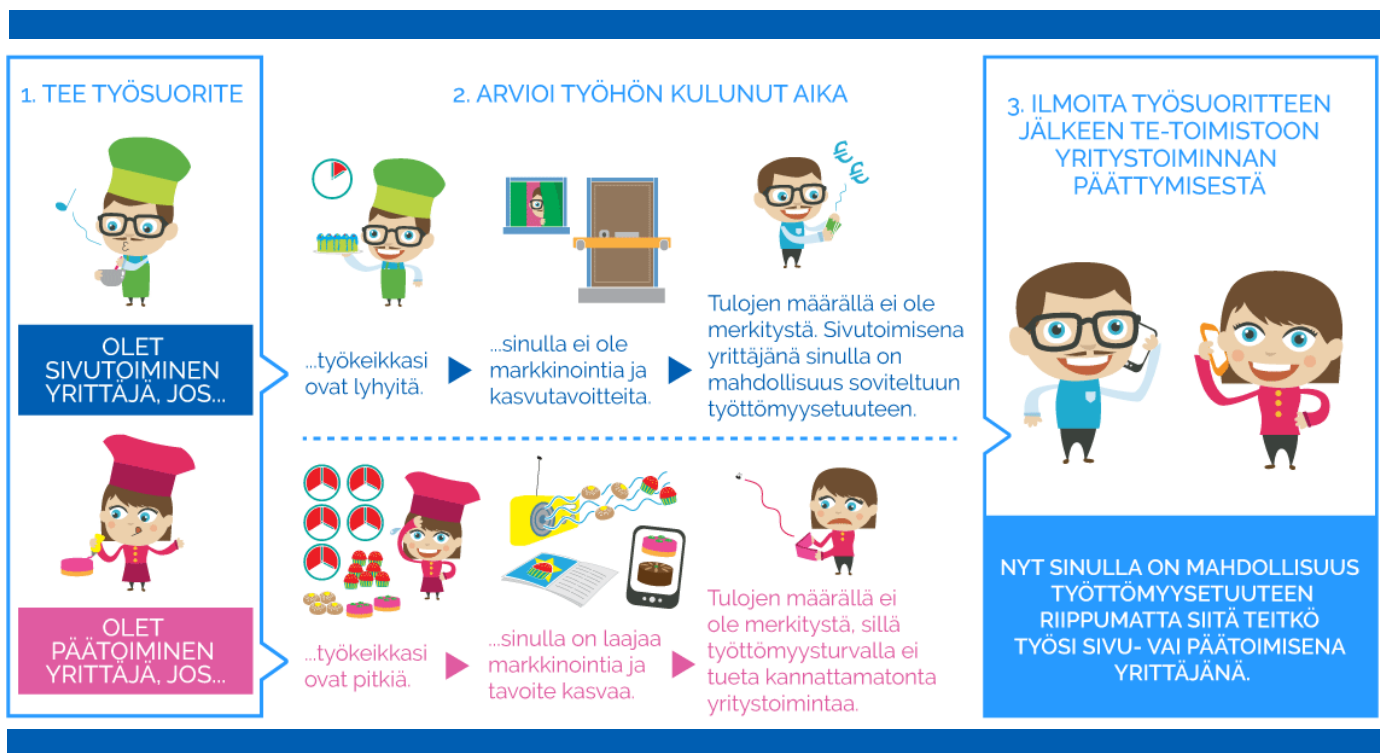 1. TEE TYÖSUORITE
OLET
SIVUTOIMINEN
YRITTÄJÄ, JOS...
OLET
PÄÄTOIMINEN
YRITTÄJÄ, JOS...
2. ARVIOI TYÖHÖN KULUNUT AIKA
...työkeikkasi
ovat lyhyitä.
...sinulla ei ole
markkinointia ja
kasvutavoitteita.
Tulojen määrällä ei ole
merkitystä. Sivutoimisena
yrittäjänä sinulla on
mahdollisuus soviteltuun
työttömyysetuuteen.
...työkeikkasi
ovat pitkiä.
...sinulla on laajaa
markkinointia ja
tavoite kasvaa.
Tulojen määrällä ei
ole merkitystä, sillä
työttömyysturvalla ei
tueta kannattamatonta
yritystoimintaa.
3. ILMOITA TYÖSUORITTEEN
JÄLKEEN TE-TOIMISTOON
YRITYSTOIMINNAN
PÄÄTTYMISESTÄ
NYT SINULLA ON MAHDOLLISUUS
TYÖTTÖMYYSETUUTEEN
RIIPPUMATTA SIITÄ TEITKÖ
TYÖSI SIVU- VAI PÄÄTOIMISENA
YRITTÄJÄNÄ.